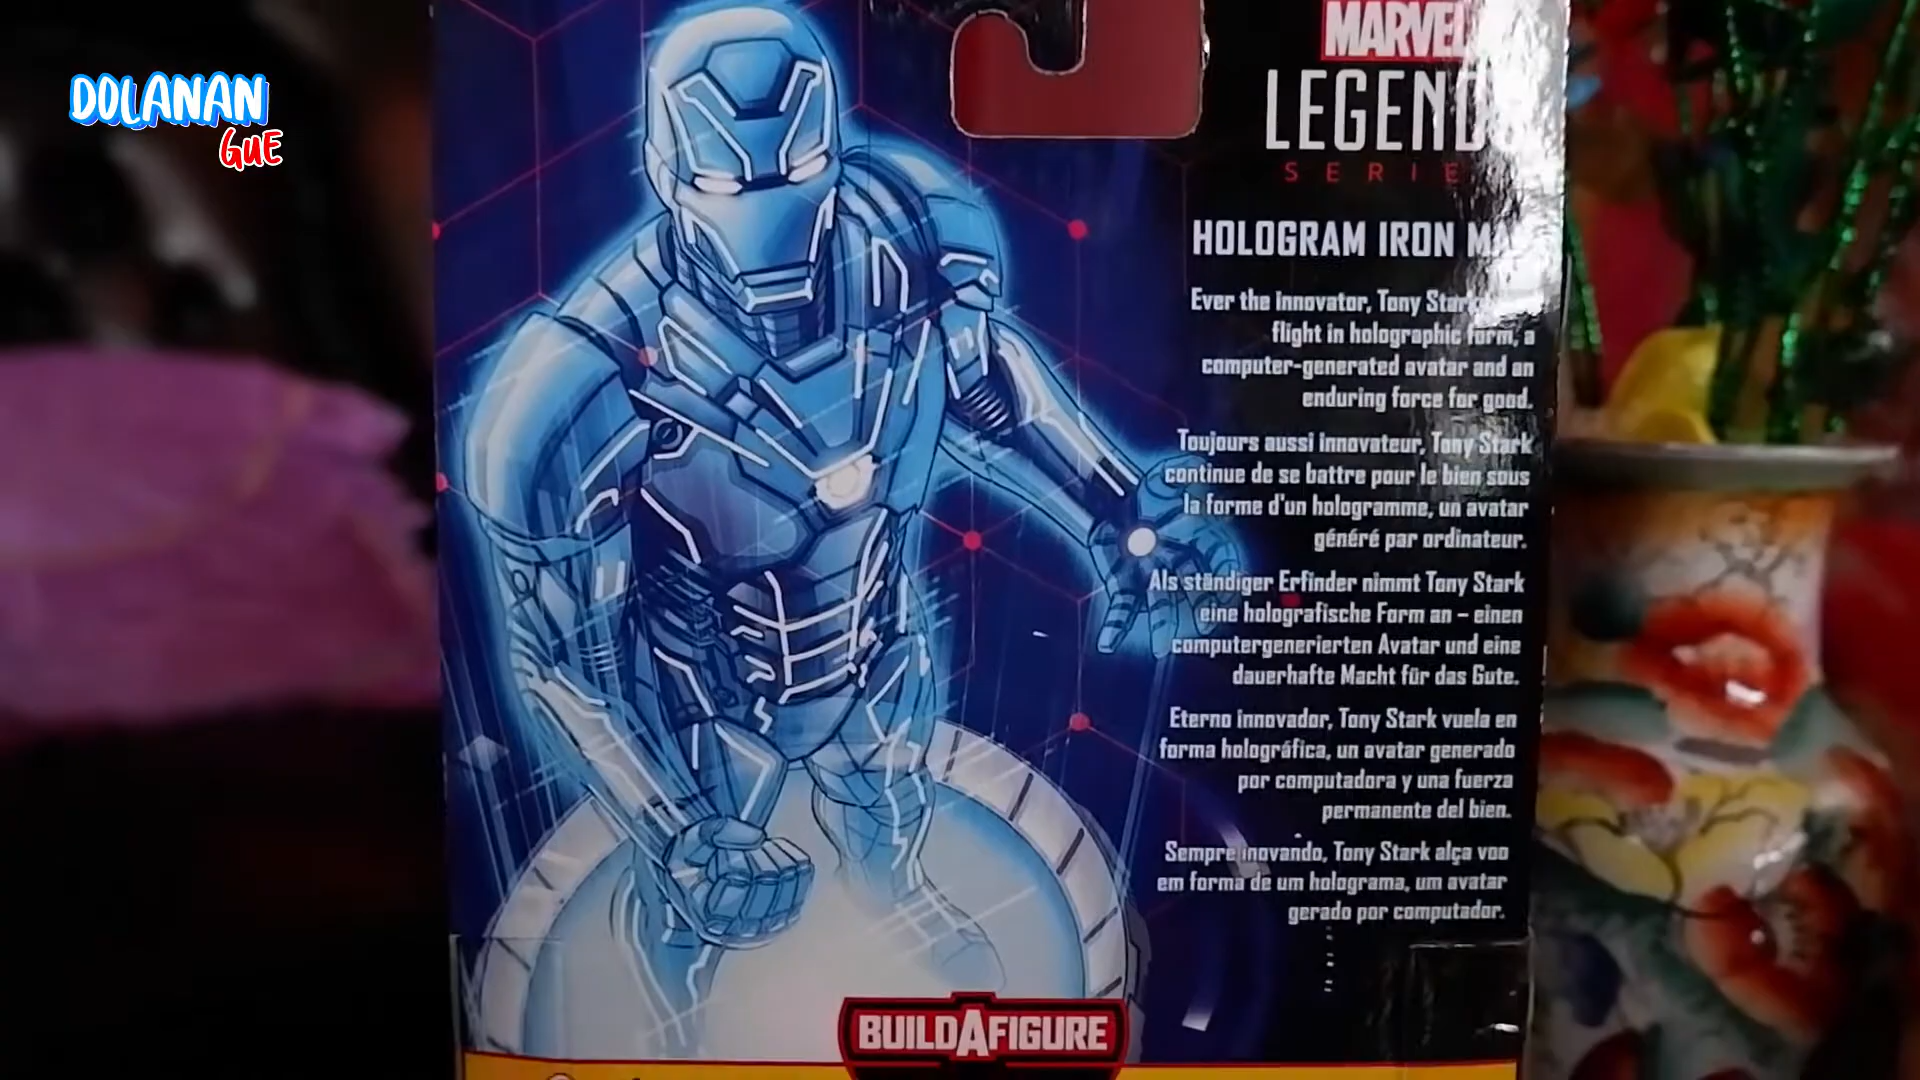 DOLANAN
GUE
MARVEL
LEGENDS
SERIE
HOLOGRAM IRON
Ever the innovator, Tony Stark
flight in holographic form, a
computer-generated avatar and an
enduring force for good.
Toujours aussi innovateur, Tony Stark
continue de se battre pour le bien sous
la forme d'un hologramme, un avatar
généré par ordinateur.
Als ständiger Erfinder nimmt Tony Stark
eine holografische Form an – einen
computergenerierten Avatar und eine
dauerhafte Macht für das Gute.
Eterno innovador, Tony Stark vuela en
forma holográfica, un avatar generado
por computadora y una fuerza
permanente del bien.
Sempre inovando, Tony Stark alça voo
em forma de um holograma, um avatar
gerado por computador.
BUILDAFIGURE